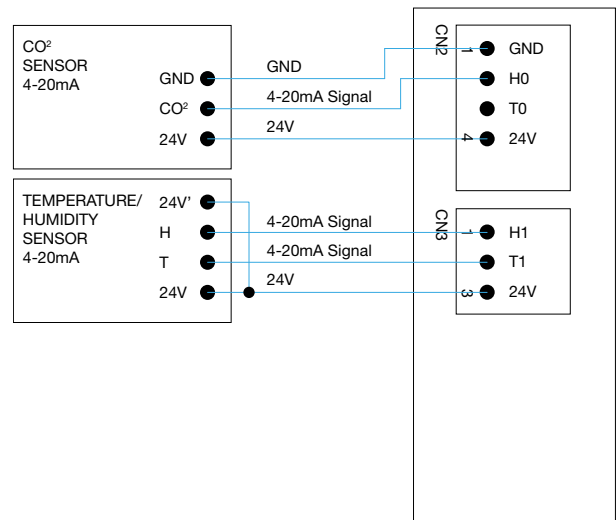 CO²
SENSOR
4-20mA
GND
CO²
24V
GND
4-20mA Signal
24V
CN2
1
4
GND
H0
T0
24V
TEMPERATURE/
HUMIDITY
SENSOR
4-20mA
24V’
H
T
24V
4-20mA Signal
4-20mA Signal
24V
CN3
1
3
H1
T1
24V